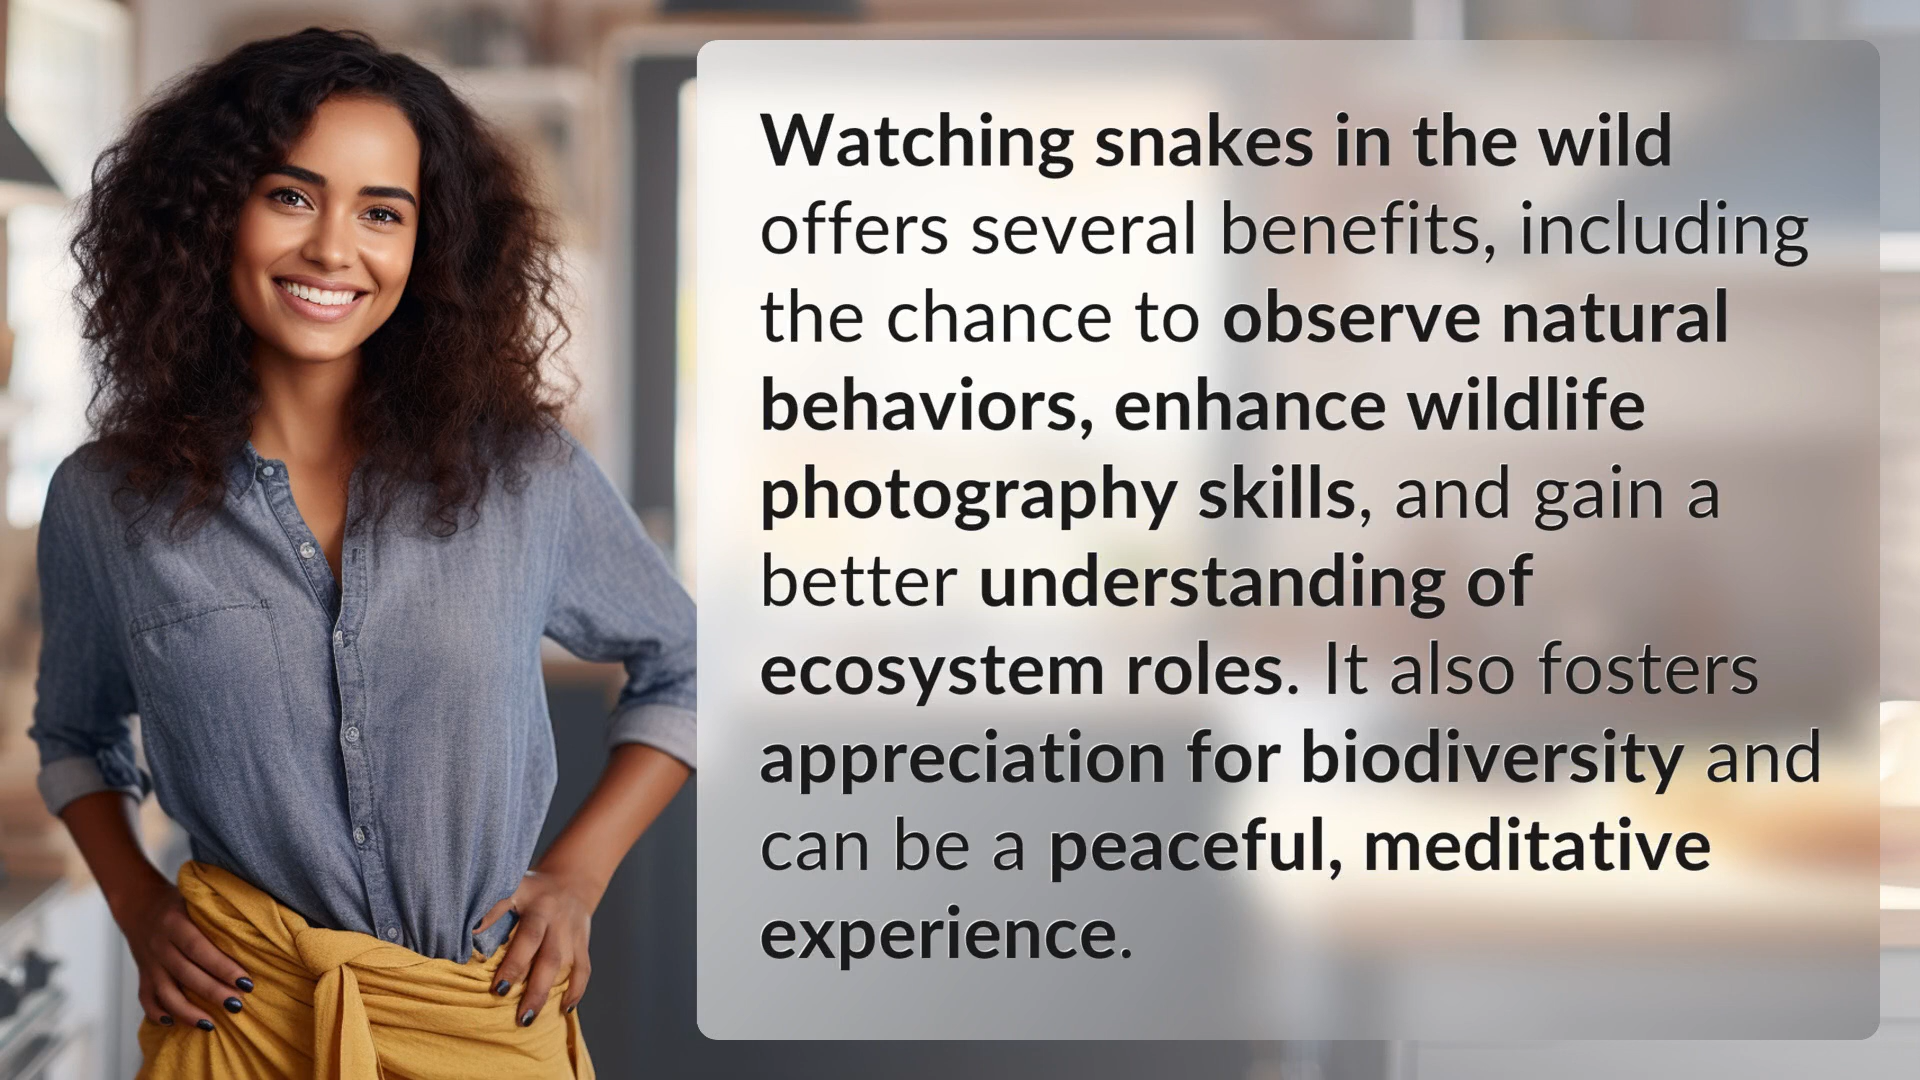 Watching snakes in the wild
offers several benefits, including
the chance to observe natural
behaviors, enhance wildlife
photography skills, and gain a
better understanding of
ecosystem roles. It also fosters
appreciation for biodiversity and
can be a peaceful, meditative
experience.